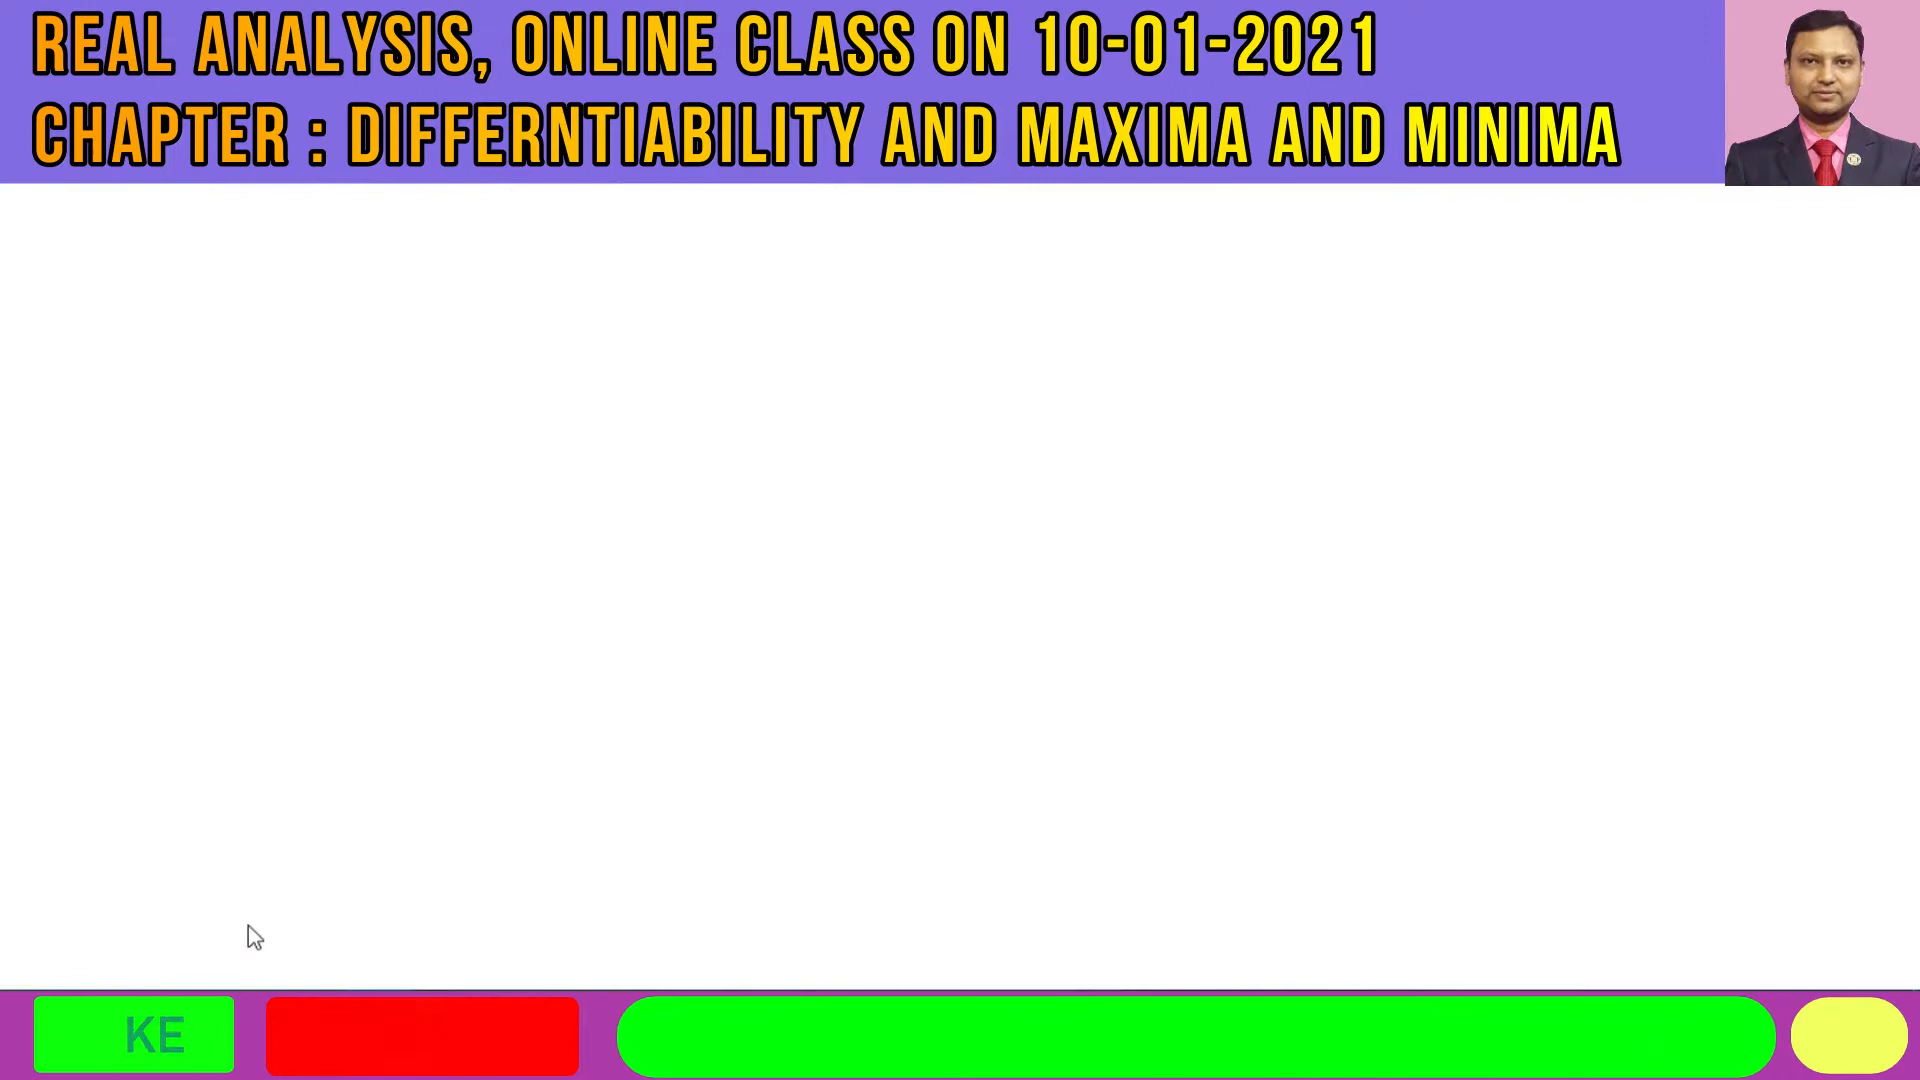 REAL ANALYSIS, ONLINE CLASS ON 10-01-2021
CHAPTER : DIFFERNTIABILITY AND MAXIMA AND MINIMA
KE